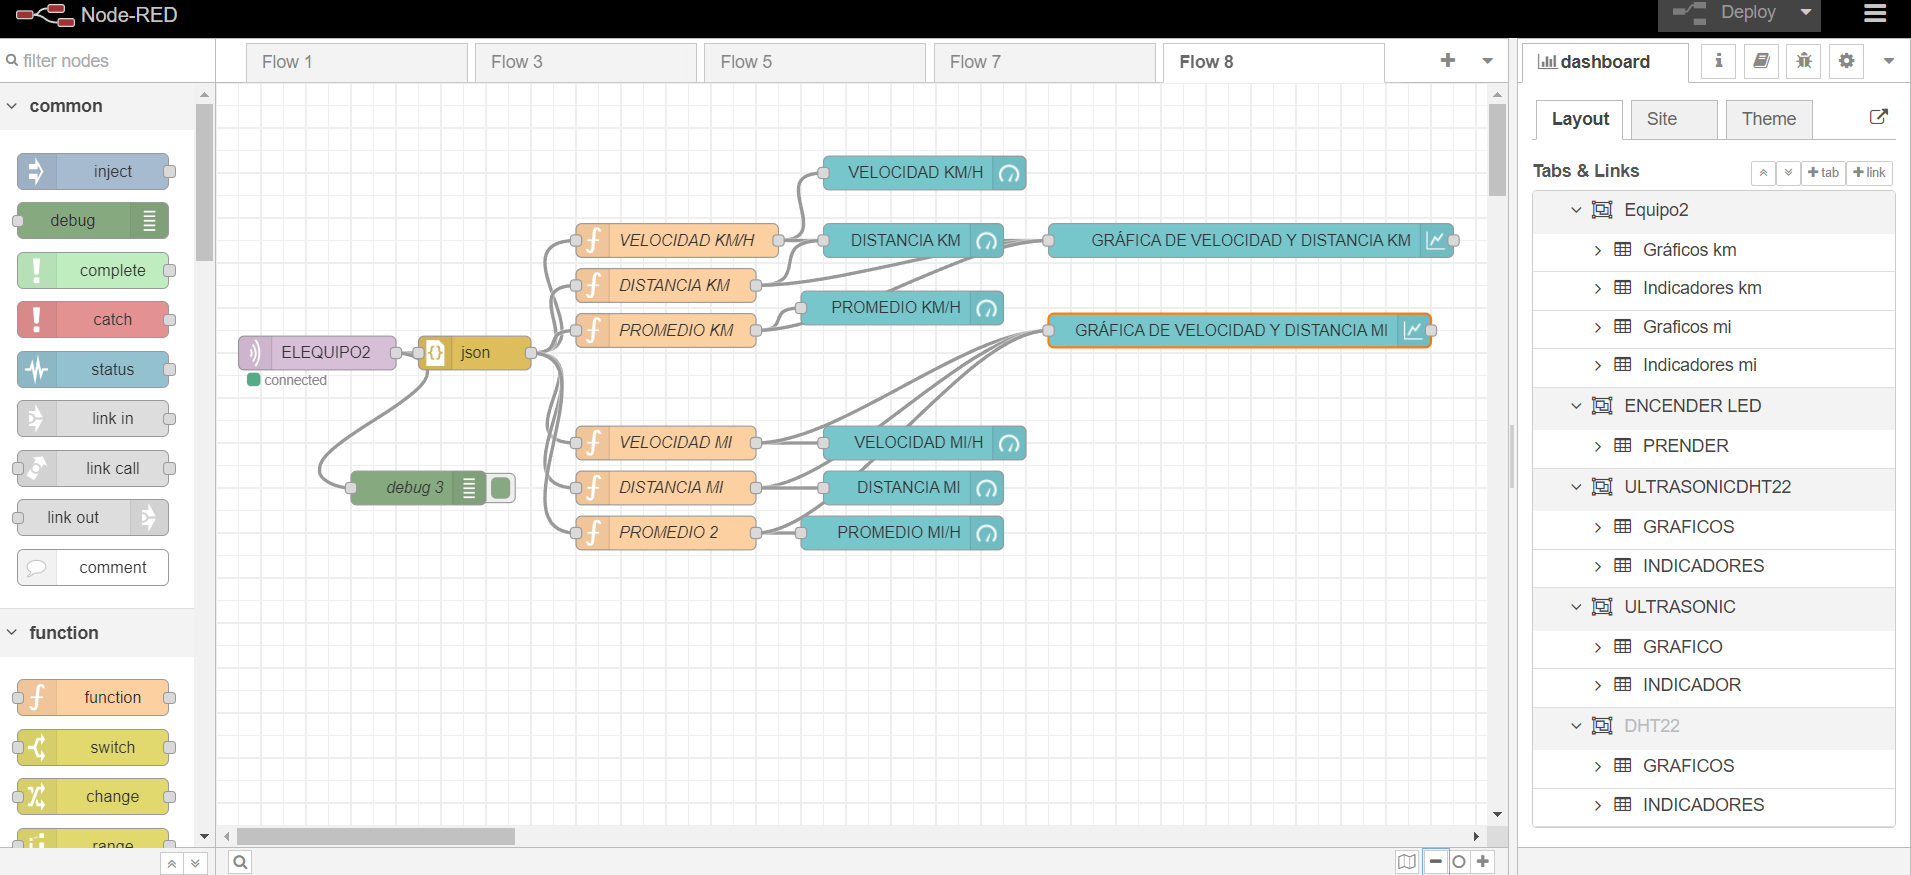 Node-RED
Deploy
filter nodes
Flow 1
Flow 3
Flow 5
Flow 7
Flow 8
dashboard
common
inject
debug
complete
catch
status
link in
link call
link out
comment
function
function
switch
change
range
VELOCIDAD KM/H
VELOCIDAD KM/H
DISTANCIA KM
GRÁFICA DE VELOCIDAD Y DISTANCIA KM
DISTANCIA KM
PROMEDIO KM/H
PROMEDIO KM
GRÁFICA DE VELOCIDAD Y DISTANCIA MI
ELEQUIPO2
json
connected
VELOCIDAD MI
VELOCIDAD MI/H
debug 3
DISTANCIA MI
DISTANCIA MI
PROMEDIO 2
PROMEDIO MI/H
Layout
Site
Theme
Tabs & Links
tab
link
Equipo2
Gráficos km
Indicadores km
Graficos mi
Indicadores mi
ENCENDER LED
PRENDER
ULTRASONICDHT22
GRAFICOS
INDICADORES
ULTRASONIC
GRAFICO
INDICADOR
DHT22
GRAFICOS
INDICADORES